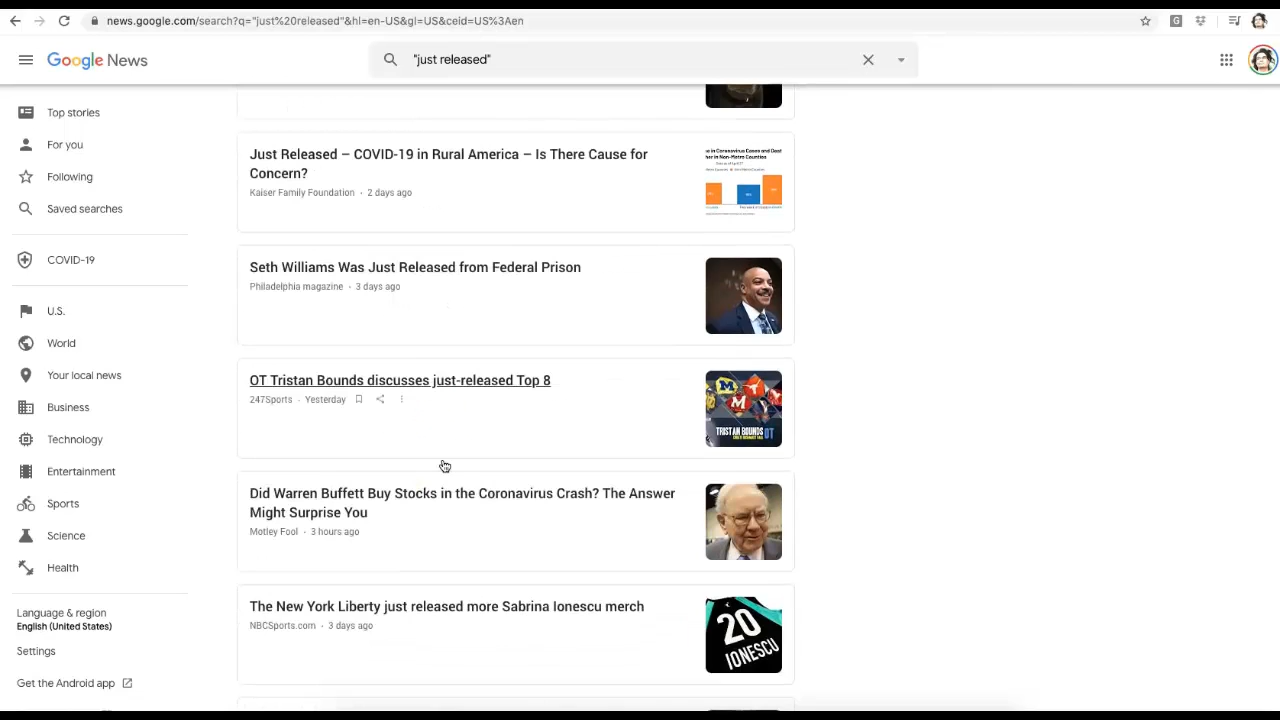 news.google.com/search?q="just%20released"&hl=en-US&gl=US&ceid=US%3Aen
Google News
"just released"
Top stories
For you
Following
Saved searches
COVID-19
U.S.
World
Your local news
Business
Technology
Entertainment
Sports
Science
Health
Language & region
English (United States)
Settings
Get the Android app
Just Released – COVID-19 in Rural America – Is There Cause for
Concern?
Kaiser Family Foundation · 2 days ago
Seth Williams Was Just Released from Federal Prison
Philadelphia magazine · 3 days ago
OT Tristan Bounds discusses just-released Top 8
247Sports · Yesterday
TRISTAN BOUNDS OT
Did Warren Buffett Buy Stocks in the Coronavirus Crash? The Answer
Might Surprise You
Motley Fool · 3 hours ago
The New York Liberty just released more Sabrina Ionescu merch
NBCSports.com · 3 days ago
20
IONESCU